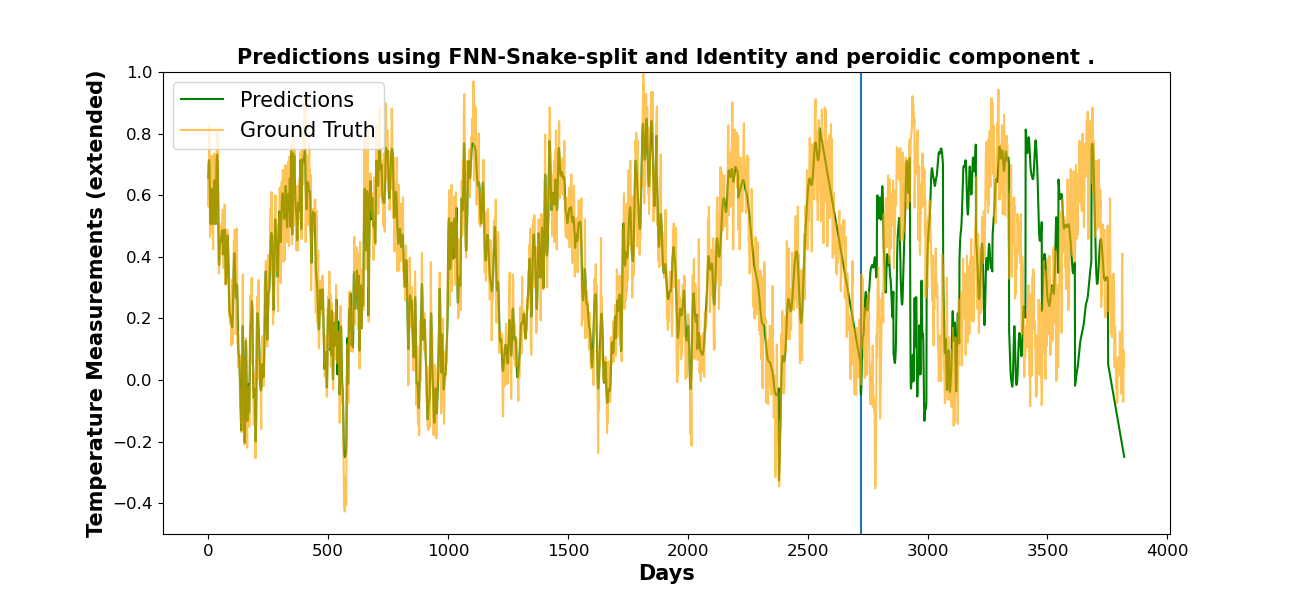 Predictions using FNN-Snake-split and Identity and peroidic component .
Predictions
Ground Truth
Temperature Measurements (extended)
1.0
0.8
0.6
0.4
0.2
0.0
−0.2
−0.4
0 500 1000 1500 2000 2500 3000 3500 4000
Days